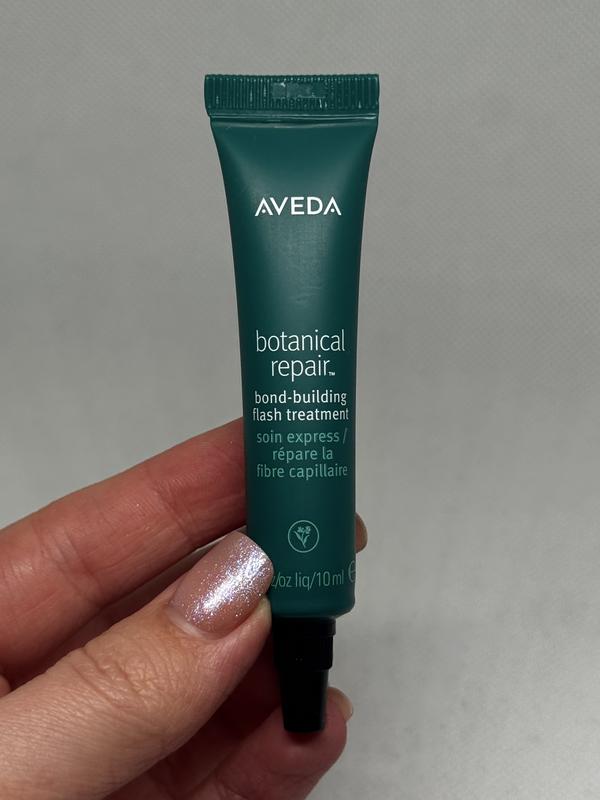 AVEDA
botanical
repair™
bond-building
flash treatment
soin express /
répare la
fibre capillaire
oz liq/10 ml e